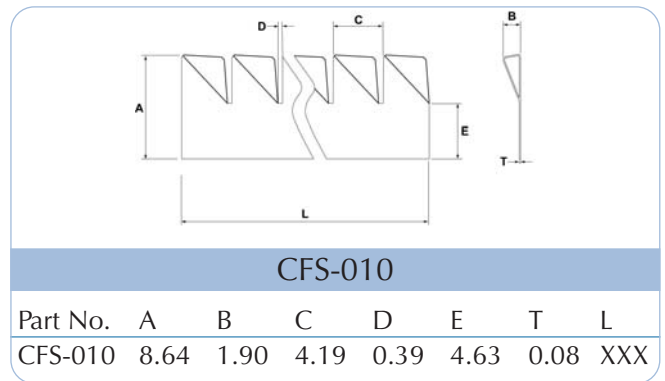 D C B
A
E
T
L
CFS-010
Part No. A B C D E T L
CFS-010 8.64 1.90 4.19 0.39 4.63 0.08 XXX